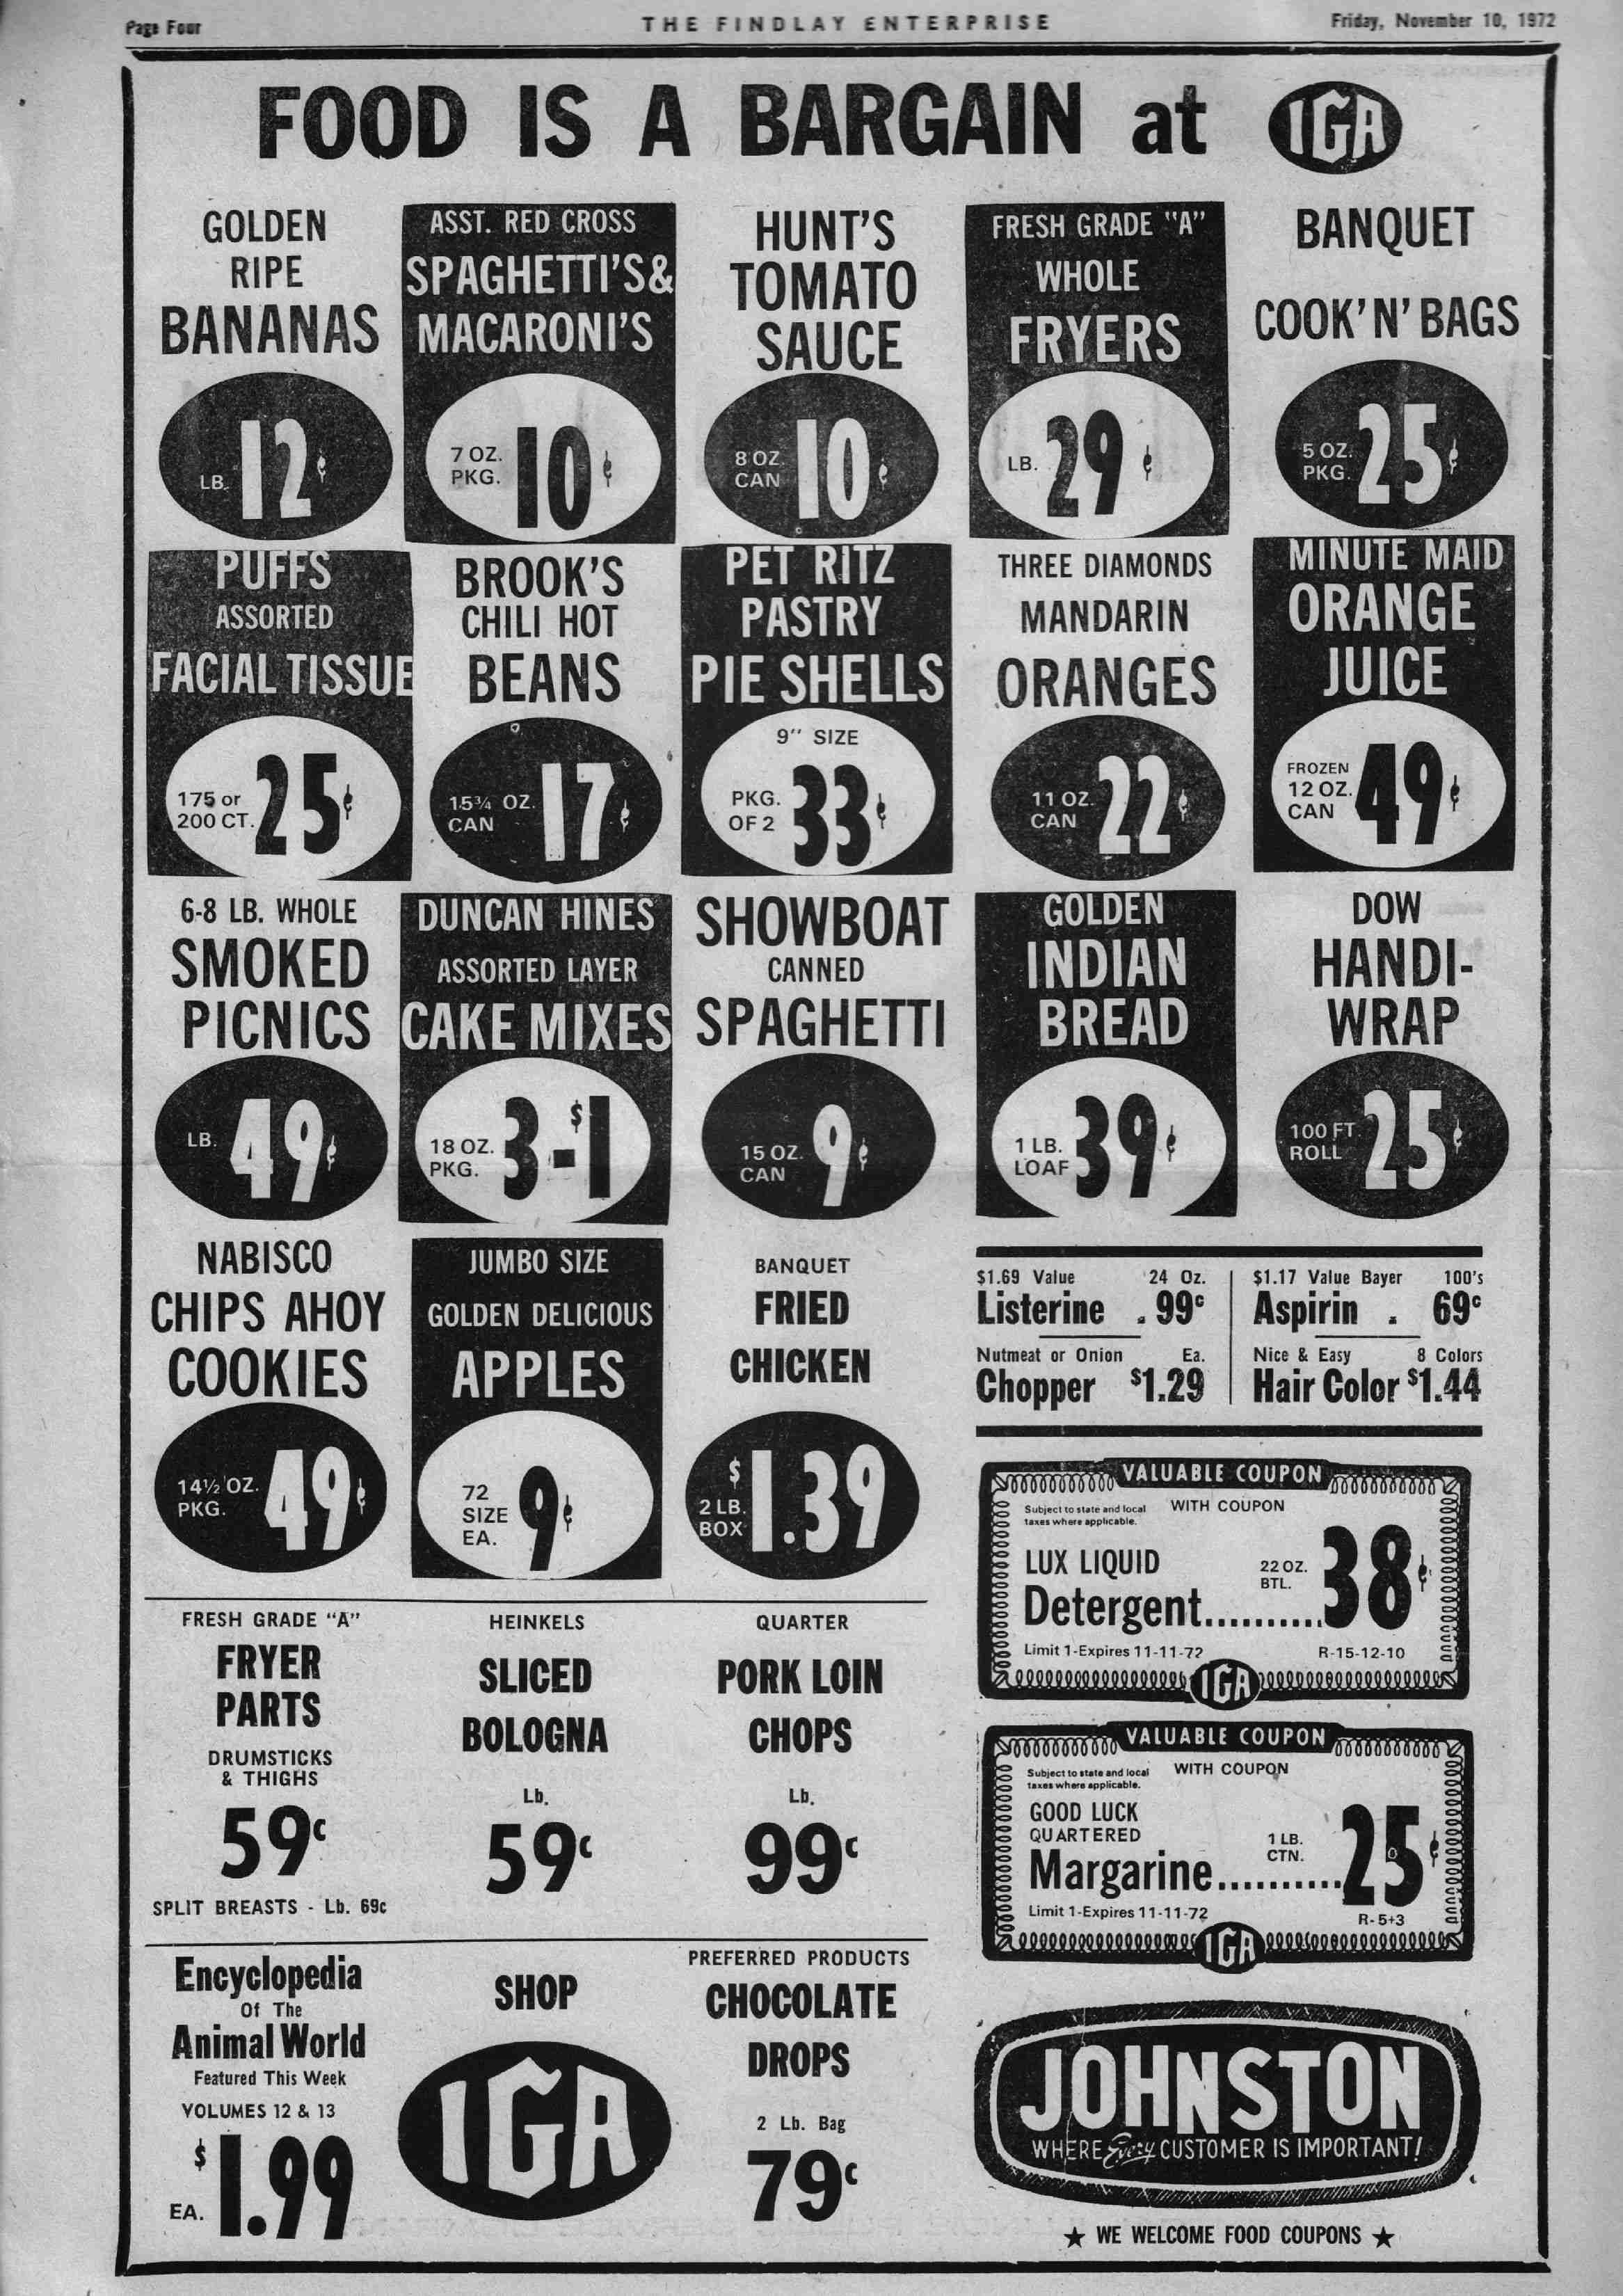 Page Four
THE FINDLAY ENTERPRISE
Friday, November 10, 1972
FOOD IS A BARGAIN at IGA
GOLDEN
RIPE
BANANAS
LB. 12¢
ASST. RED CROSS
SPAGHETTI'S &
MACARONI'S
7 OZ.
PKG. 10¢
HUNT'S
TOMATO
SAUCE
8 OZ.
CAN 10¢
FRESH GRADE "A"
WHOLE
FRYERS
LB. 29¢
BANQUET
COOK'N'BAGS
5 OZ.
PKG. 25¢
PUFFS
ASSORTED
FACIAL TISSUE
175 or
200 CT. 25¢
BROOK'S
CHILI HOT
BEANS
15¾ OZ.
CAN 17¢
PET RITZ
PASTRY
PIE SHELLS
9" SIZE
PKG.
OF 2 33¢
THREE DIAMONDS
MANDARIN
ORANGES
11 OZ.
CAN 22¢
MINUTE MAID
ORANGE
JUICE
FROZEN
12 OZ.
CAN 49¢
6-8 LB. WHOLE
SMOKED
PICNICS
LB. 49¢
DUNCAN HINES
ASSORTED LAYER
CAKE MIXES
18 OZ.
PKG. 3-$1
SHOWBOAT
CANNED
SPAGHETTI
15 OZ.
CAN 9¢
GOLDEN
INDIAN
BREAD
1 LB.
LOAF 39¢
DOW
HANDI-
WRAP
100 FT.
ROLL 25¢
NABISCO
CHIPS AHOY
COOKIES
14½ OZ.
PKG. 49¢
JUMBO SIZE
GOLDEN DELICIOUS
APPLES
72
SIZE
EA. 9¢
BANQUET
FRIED
CHICKEN
2 LB.
BOX $1.39
$1.69 Value 24 Oz.
Listerine . 99c
Nutmeat or Onion Ea.
Chopper $1.29
$1.17 Value Bayer 100's
Aspirin . 69c
Nice & Easy 8 Colors
Hair Color $1.44
VALUABLE COUPON
Subject to state and local
taxes where applicable.
WITH COUPON
LUX LIQUID
Detergent..........
22 OZ.
BTL.
38¢
Limit 1-Expires 11-11-72 R-15-12-10
IGA
VALUABLE COUPON
Subject to state and local
taxes where applicable.
WITH COUPON
GOOD LUCK
QUARTERED
Margarine..........
1 LB.
CTN.
25¢
Limit 1-Expires 11-11-72 R-5+3
IGA
FRESH GRADE "A"
FRYER
PARTS
DRUMSTICKS
& THIGHS
59c
SPLIT BREASTS - Lb. 69c
HEINKELS
SLICED
BOLOGNA
Lb.
59c
QUARTER
PORK LOIN
CHOPS
Lb.
99c
Encyclopedia
Of The
Animal World
Featured This Week
VOLUMES 12 & 13
EA. $1.99
SHOP
IGA
PREFERRED PRODUCTS
CHOCOLATE
DROPS
2 Lb. Bag
79c
JOHNSTON
WHERE Every CUSTOMER IS IMPORTANT!
★ WE WELCOME FOOD COUPONS ★